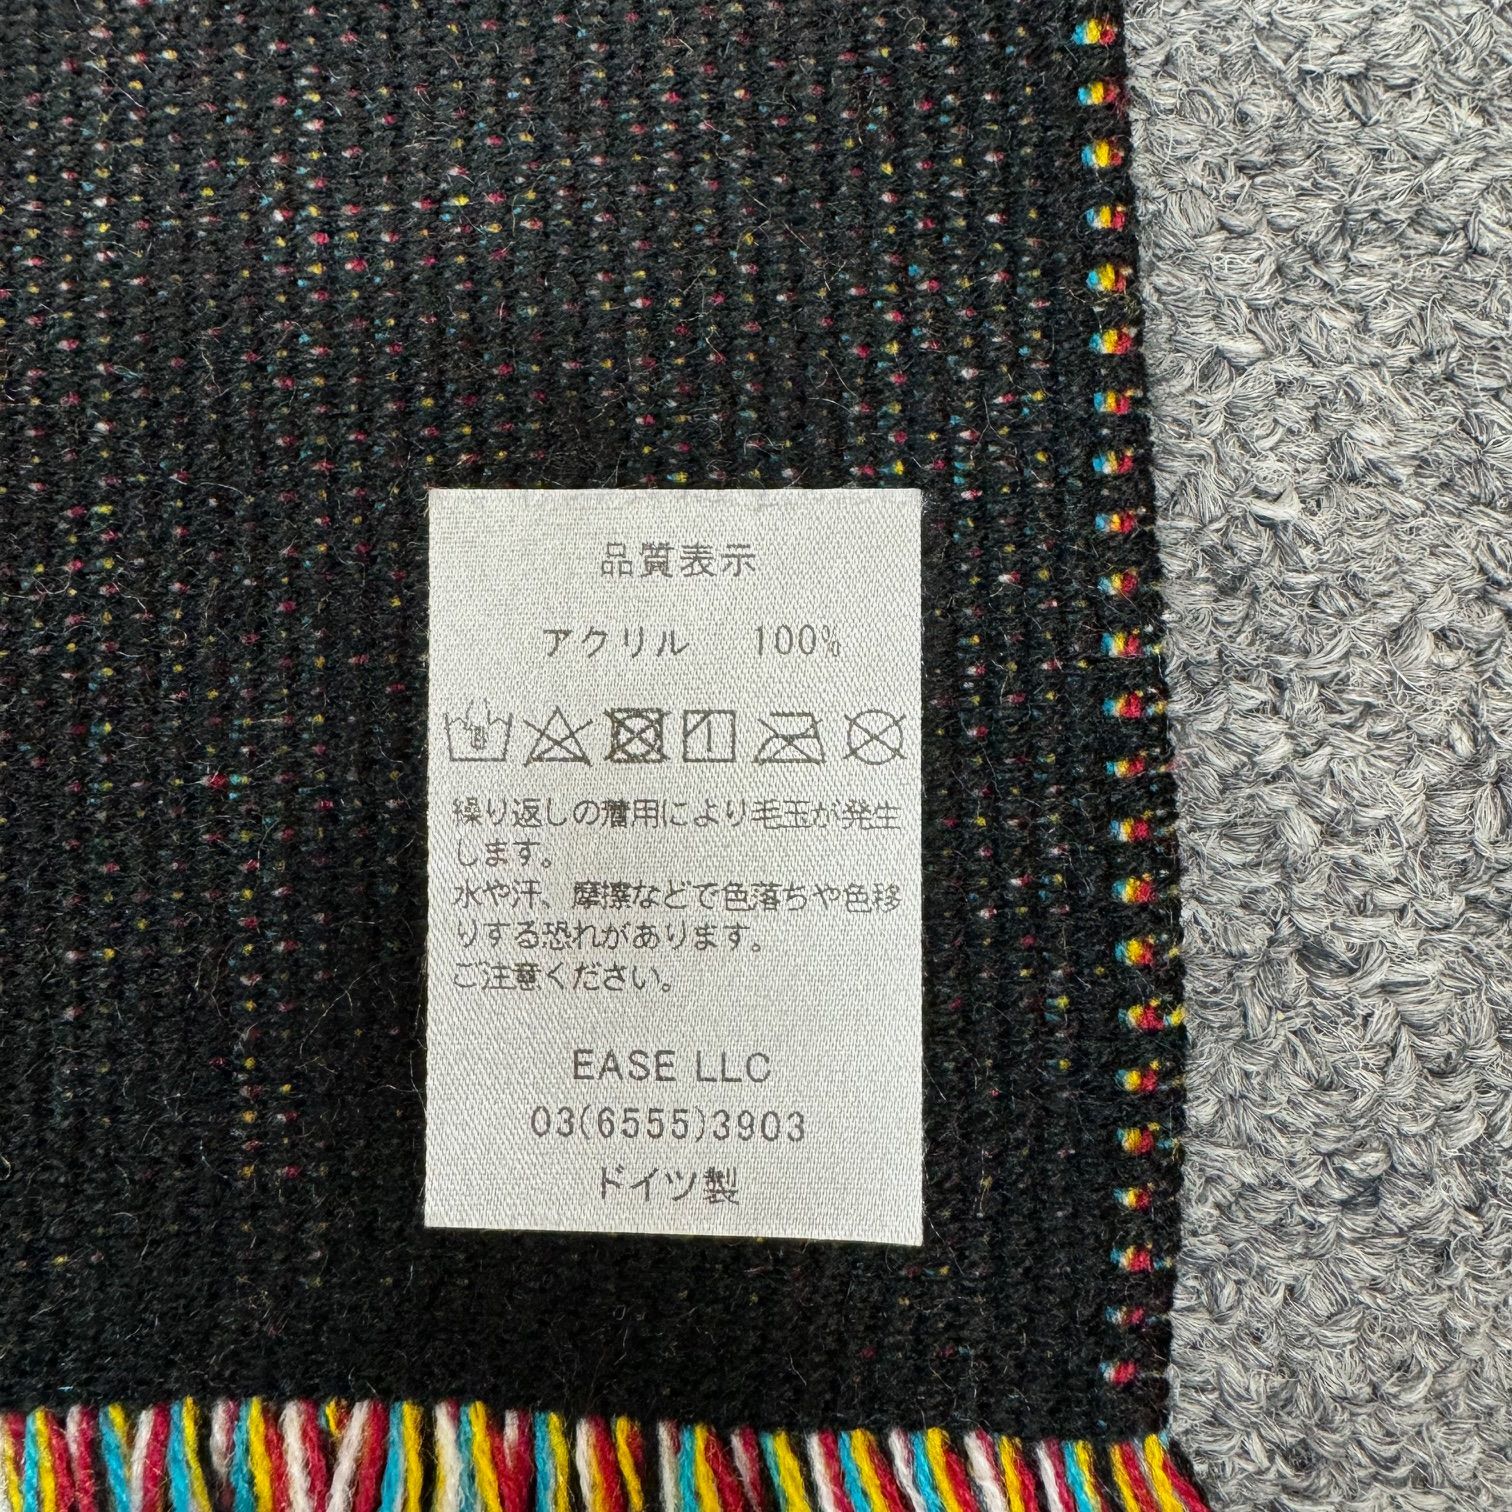 品質表示
アクリル 100%
繰り返しの着用により毛玉が発生
します。
水や汗、摩擦などで色落ちや色移
りする恐れがあります。
ご注意ください。
EASE LLC
03(6555)3903
ドイツ製